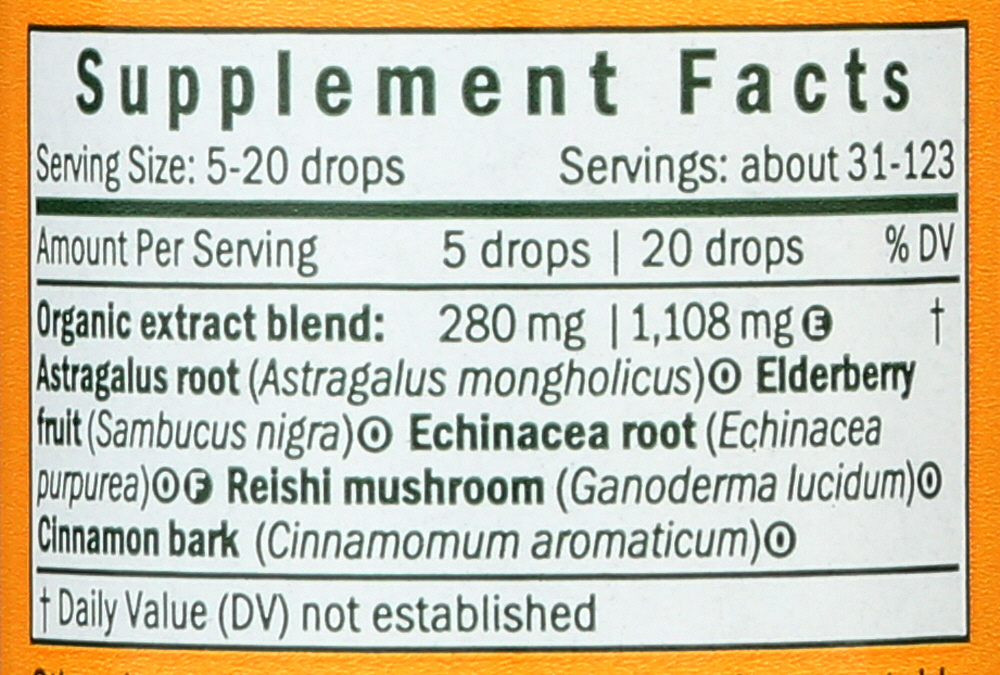 Supplement Facts
Serving Size: 5-20 drops Servings: about 31-123
Amount Per Serving 5 drops | 20 drops % DV
Organic extract blend: 280 mg | 1,108 mg Ⓔ †
Astragalus root (Astragalus mongholicus)Ⓞ Elderberry
fruit (Sambucus nigra)Ⓞ Echinacea root (Echinacea
purpurea)ⓄⒻ Reishi mushroom (Ganoderma lucidum)Ⓞ
Cinnamon bark (Cinnamomum aromaticum)Ⓞ
† Daily Value (DV) not established